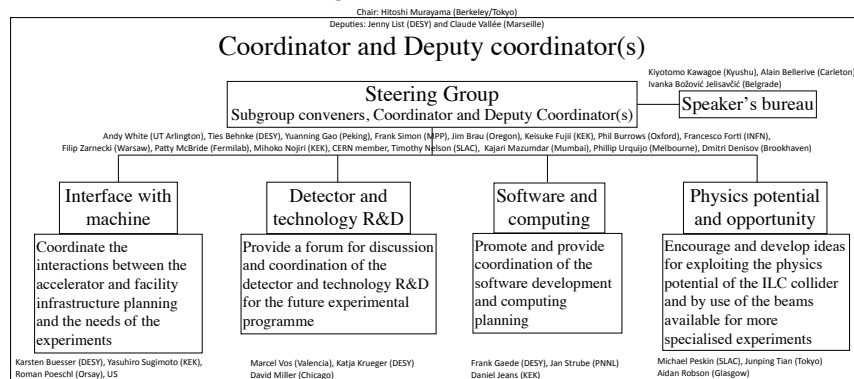 Chair: Hitoshi Murayama (Berkeley/Tokyo)
Deputies: Jenny List (DESY) and Claude Vallée (Marseille)
Coordinator and Deputy coordinator(s)
Kiyotomo Kawagoe (Kyushu), Alain Bellerive (Carleton)
Ivanka Božović Jelisavčić (Belgrade)
Steering Group
Subgroup conveners, Coordinator and Deputy Coordinator(s)
Speaker's bureau
Andy White (UT Arlington), Ties Behnke (DESY), Yuanning Gao (Peking), Frank Simon (MPP), Jim Brau (Oregon), Keisuke Fujii (KEK), Phil Burrows (Oxford), Francesco Forti (INFN)
Filip Zarnecki (Warsaw), Patty McBride (Fermilab), Mihoko Nojiri (KEK), CERN member, Timothy Nelson (SLAC), Kajari Mazumdar (Mumbai), Phillip Urquijo (Melbourne), Dmitri Denisov (Brookhaven)
Interface with
machine
Coordinate the
interactions between the
accelerator and facility
infrastructure planning
and the needs of the
experiments
Karsten Buesser (DESY), Yasuhiro Sugimoto (KEK),
Roman Poeschl (Orsay), US
Detector and
technology R&D
Provide a forum for discussion
and coordination of the
detector and technology R&D
for the future experimental
programme
Marcel Vos (Valencia), Katja Krueger (DESY)
David Miller (Chicago)
Software and
computing
Promote and provide
coordination of the
software development
and computing
planning
Frank Gaede (DESY), Jan Strube (PNNL)
Daniel Jeans (KEK)
Physics potential
and opportunity
Encourage and develop ideas
for exploiting the physics
potential of the ILC collider
and by use of the beams
available for more
specialised experiments
Michael Peskin (SLAC), Junping Tian (Tokyo)
Aidan Robson (Glasgow)